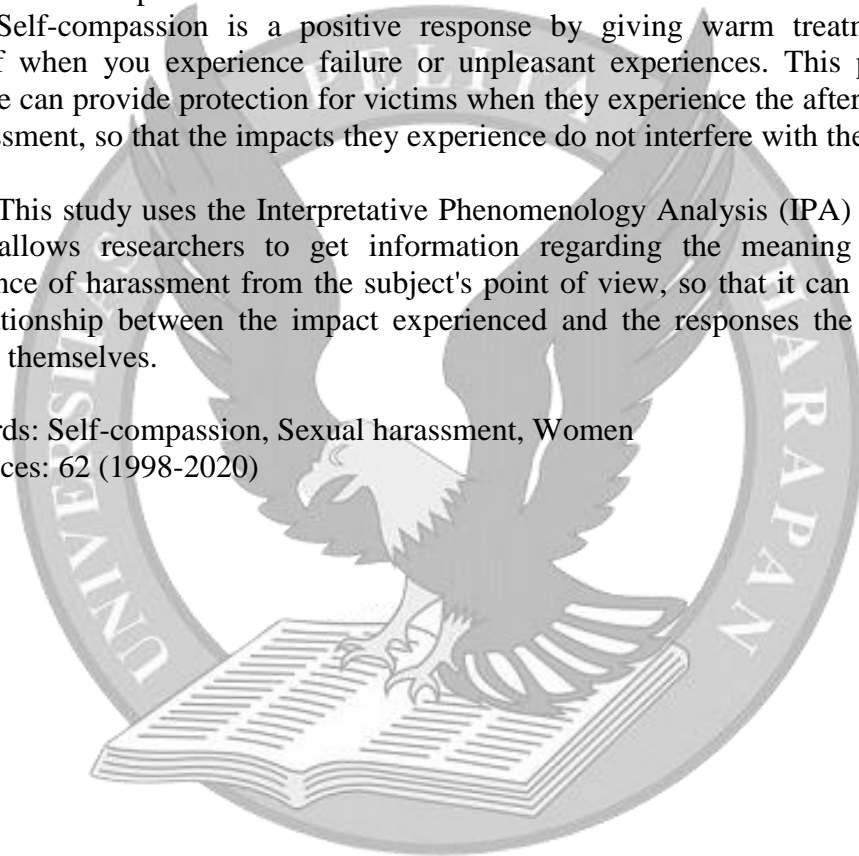 Self-compassion is a positive response by giving warm treatm
f when you experience failure or unpleasant experiences. This p
e can provide protection for victims when they experience the after
ssment, so that the impacts they experience do not interfere with the
This study uses the Interpretative Phenomenology Analysis (IPA)
allows researchers to get information regarding the meaning
nce of harassment from the subject's point of view, so that it can
tionship between the impact experienced and the responses the
themselves.
rds: Self-compassion, Sexual harassment, Women
ces: 62 (1998-2020)
UNIVERSITAS PELITA HARAPAN